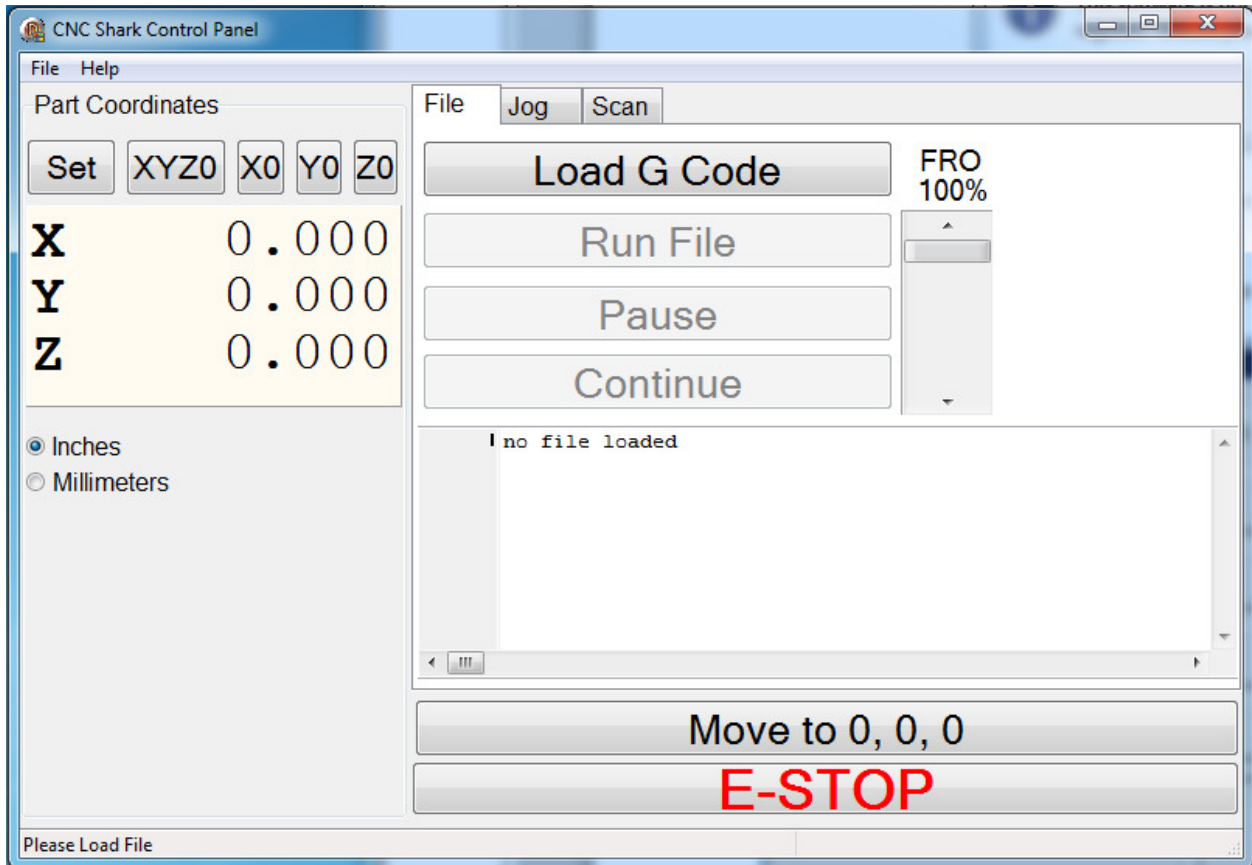 CNC Shark Control Panel
File Help
Part Coordinates
Set XYZ0 X0 Y0 Z0
X 0.000
Y 0.000
Z 0.000
Inches
Millimeters
File Jog Scan
Load G Code
Run File
Pause
Continue
FRO
100%
no file loaded
Move to 0, 0, 0
E-STOP
Please Load File